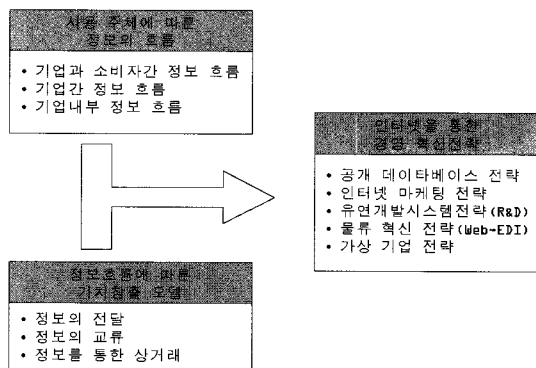 사용 주체에 따른
정보의 흐름
• 기업과 소비자간 정보 흐름
• 기업간 정보 흐름
• 기업내부 정보 흐름
인터넷을 통한
경영 혁신전략
• 공개 데이타베이스 전략
• 인터넷 마케팅 전략
• 유연개발시스템전략(R&D)
• 물류 혁신 전략(Web-EDI)
• 가상 기업 전략
정보흐름에 따른
가치창출 모델
• 정보의 전달
• 정보의 교류
• 정보를 통한 상거래